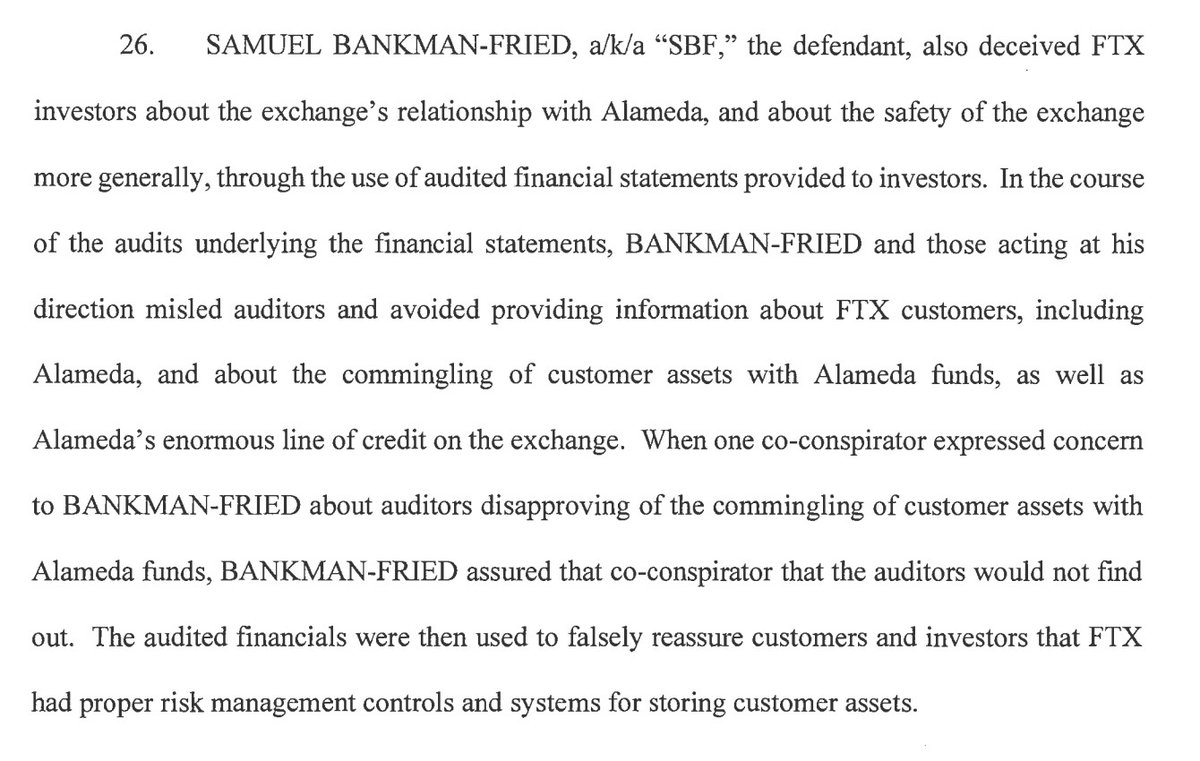 26. SAMUEL BANKMAN-FRIED, a/k/a “SBF,” the defendant, also deceived FTX
investors about the exchange’s relationship with Alameda, and about the safety of the exchange
more generally, through the use of audited financial statements provided to investors. In the course
of the audits underlying the financial statements, BANKMAN-FRIED and those acting at his
direction misled auditors and avoided providing information about FTX customers, including
Alameda, and about the commingling of customer assets with Alameda funds, as well as
Alameda’s enormous line of credit on the exchange. When one co-conspirator expressed concern
to BANKMAN-FRIED about auditors disapproving of the commingling of customer assets with
Alameda funds, BANKMAN-FRIED assured that co-conspirator that the auditors would not find
out. The audited financials were then used to falsely reassure customers and investors that FTX
had proper risk management controls and systems for storing customer assets.